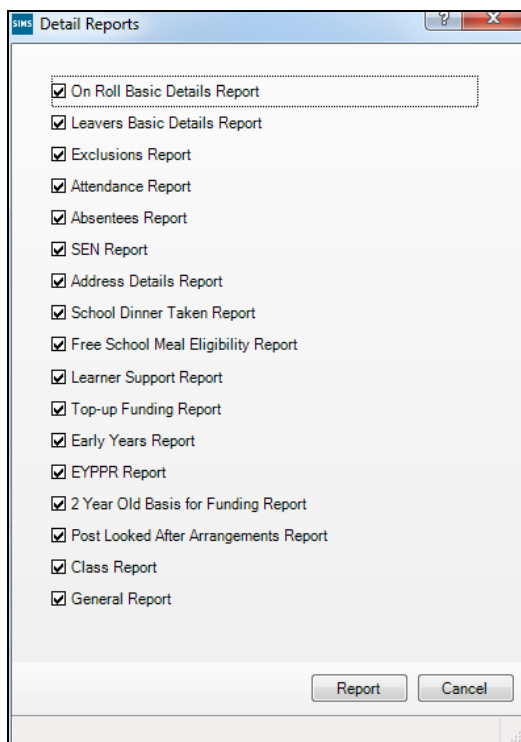 SIMS Detail Reports ? X
On Roll Basic Details Report
Leavers Basic Details Report
Exclusions Report
Attendance Report
Absentees Report
SEN Report
Address Details Report
School Dinner Taken Report
Free School Meal Eligibility Report
Learner Support Report
Top-up Funding Report
Early Years Report
EYPPR Report
2 Year Old Basis for Funding Report
Post Looked After Arrangements Report
Class Report
General Report
Report Cancel